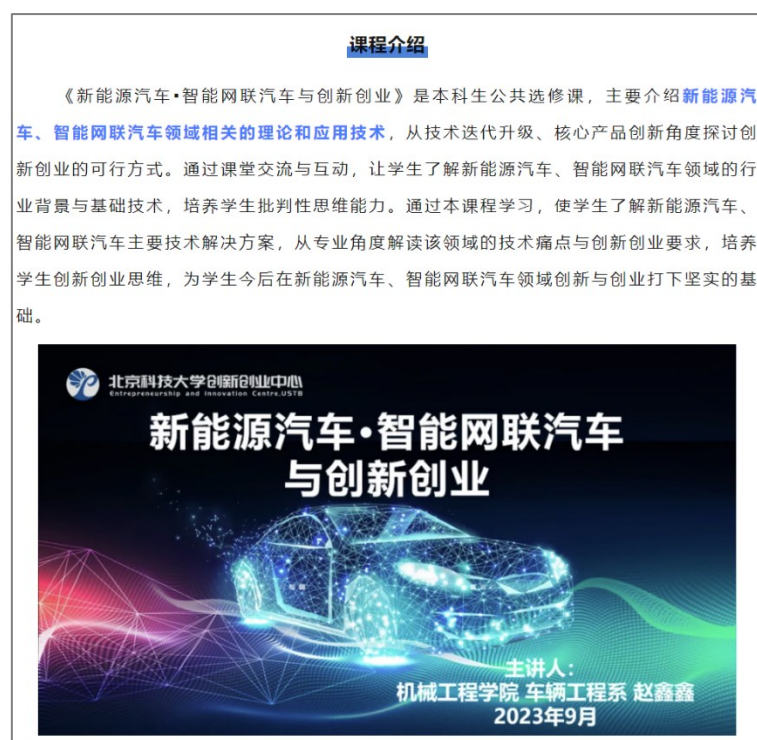 课程介绍
《新能源汽车•智能网联汽车与创新创业》是本科生公共选修课，主要介绍新能源汽
车、智能网联汽车领域相关的理论和应用技术，从技术迭代升级、核心产品创新角度探讨创
新创业的可行方式。通过课堂交流与互动，让学生了解新能源汽车、智能网联汽车领域的行
业背景与基础技术，培养学生批判性思维能力。通过本课程学习，使学生了解新能源汽车、
智能网联汽车主要技术解决方案，从专业角度解读该领域的技术痛点与创新创业要求，培养
学生创新创业思维，为学生今后在新能源汽车、智能网联汽车领域创新与创业打下坚实的基
础。
北京科技大学创新创业中心
Entrepreneurship and Innovation Centre,USTB
新能源汽车•智能网联汽车
与创新创业
主讲人：
机械工程学院 车辆工程系 赵鑫鑫
2023年9月